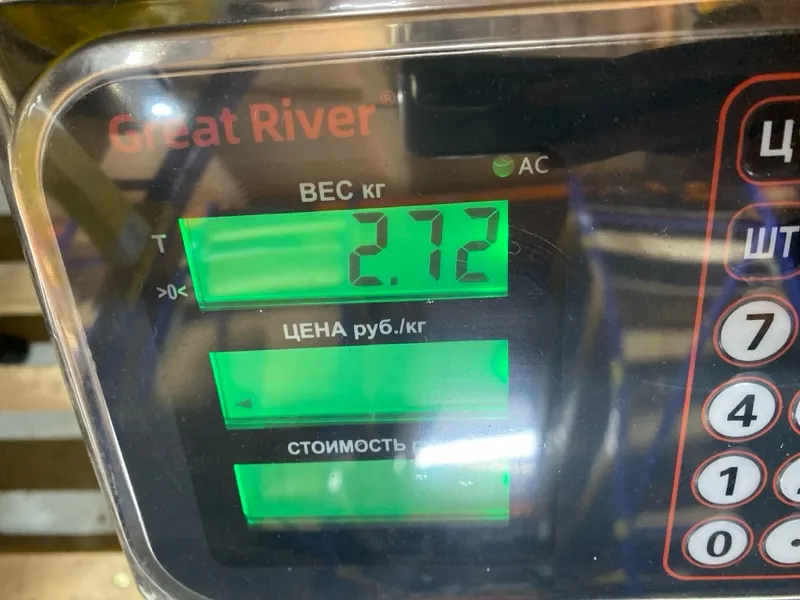 Great River®
AC
ВЕС кг
T
2.72
>0<
ЦЕНА руб./кг
СТОИМОСТЬ
Ц
ШТ
7
4
1
0